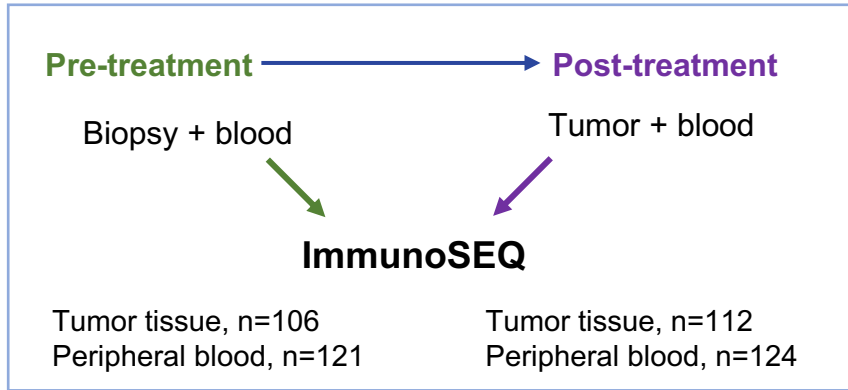 Pre-treatment Post-treatment
Biopsy + blood Tumor + blood
ImmunoSEQ
Tumor tissue, n=106 Tumor tissue, n=112
Peripheral blood, n=121 Peripheral blood, n=124